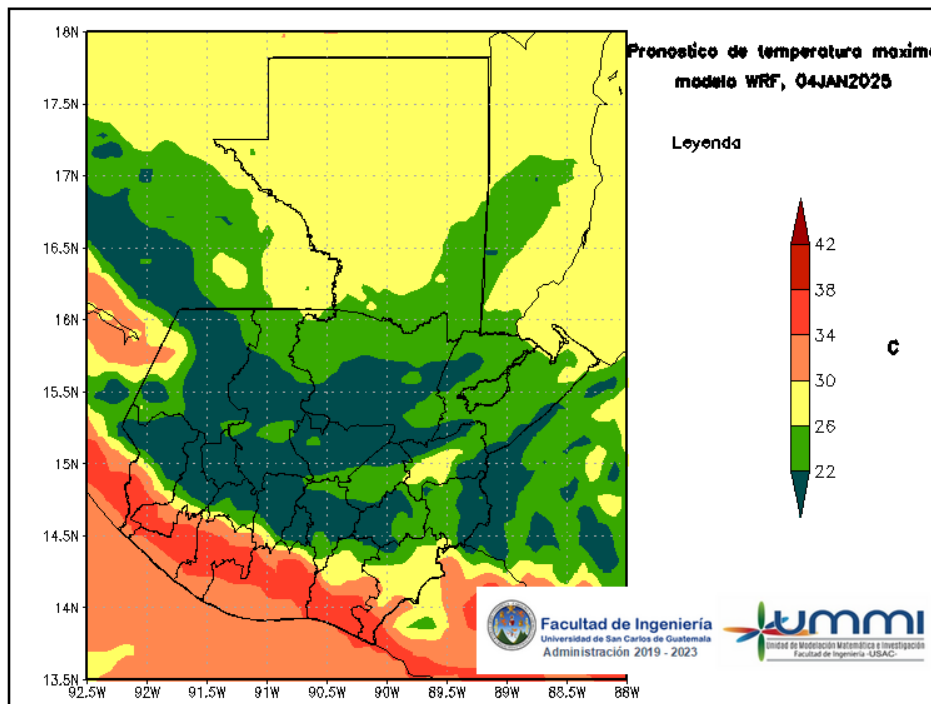 Pronostico de temperatura maxima
modelo WRF, 04JAN2025
Leyenda
18N
17.5N
17N
16.5N
16N
15.5N
15N
14.5N
14N
13.5N
92.5W 92W 91.5W 91W 90.5W 90W 89.5W 89W 88.5W 88W
42
38
34
30
26
22
C
Facultad de Ingeniería
Universidad de San Carlos de Guatemala
Administración 2019 - 2023
UMMI
Unidad de Modelación Matemática e Investigación
Facultad de Ingeniería -USAC-